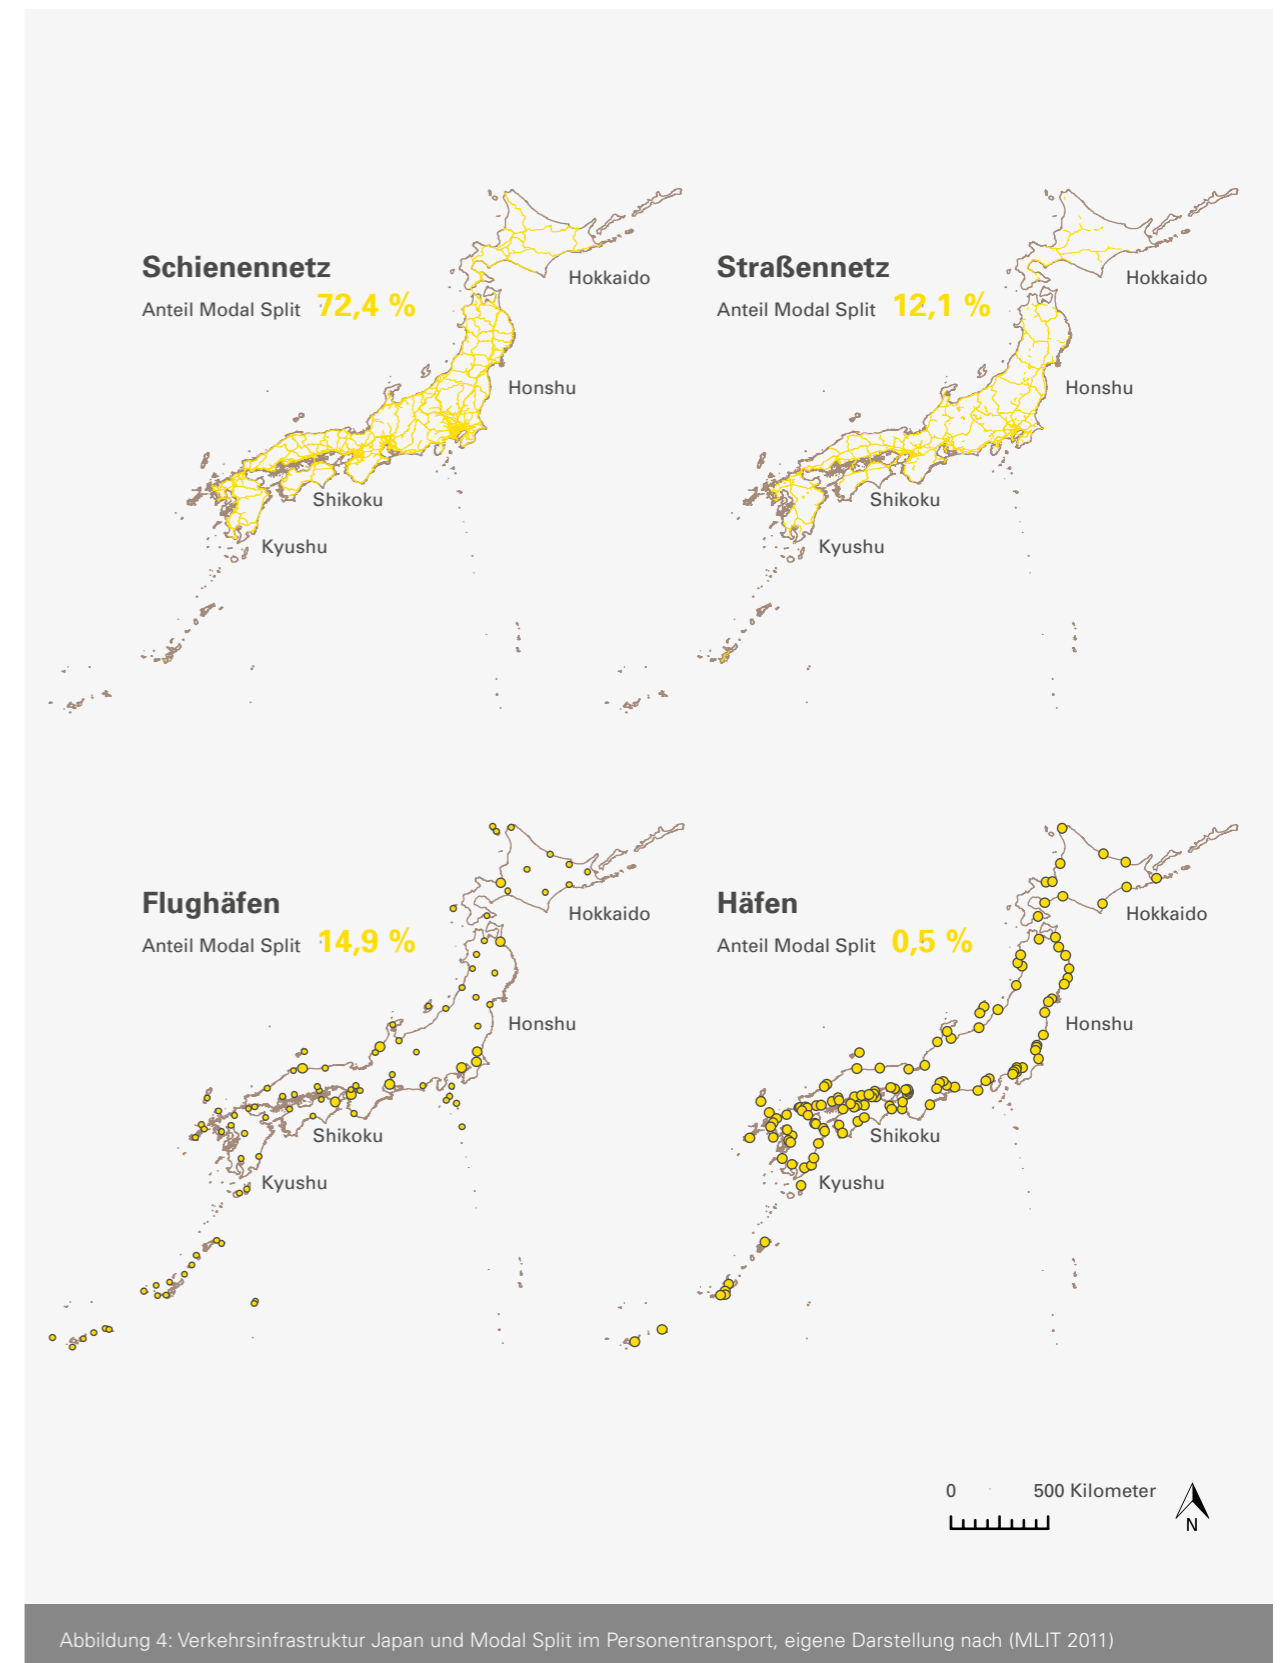 Schienennetz
Anteil Modal Split 72,4 %
Hokkaido
Honshu
Shikoku
Kyushu
Straßennetz
Anteil Modal Split 12,1 %
Hokkaido
Honshu
Shikoku
Kyushu
Flughäfen
Anteil Modal Split 14,9 %
Hokkaido
Honshu
Shikoku
Kyushu
Häfen
Anteil Modal Split 0,5 %
Hokkaido
Honshu
Shikoku
Kyushu
0 500 Kilometer
N
Abbildung 4: Verkehrsinfrastruktur Japan und Modal Split im Personentransport, eigene Darstellung nach (MLIT 2011)